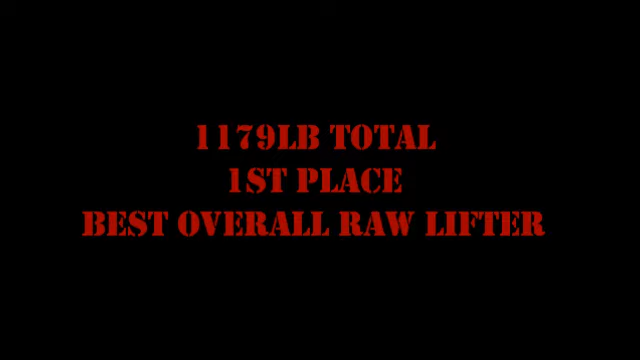 1179LB TOTAL
1ST PLACE
BEST OVERALL RAW LIFTER